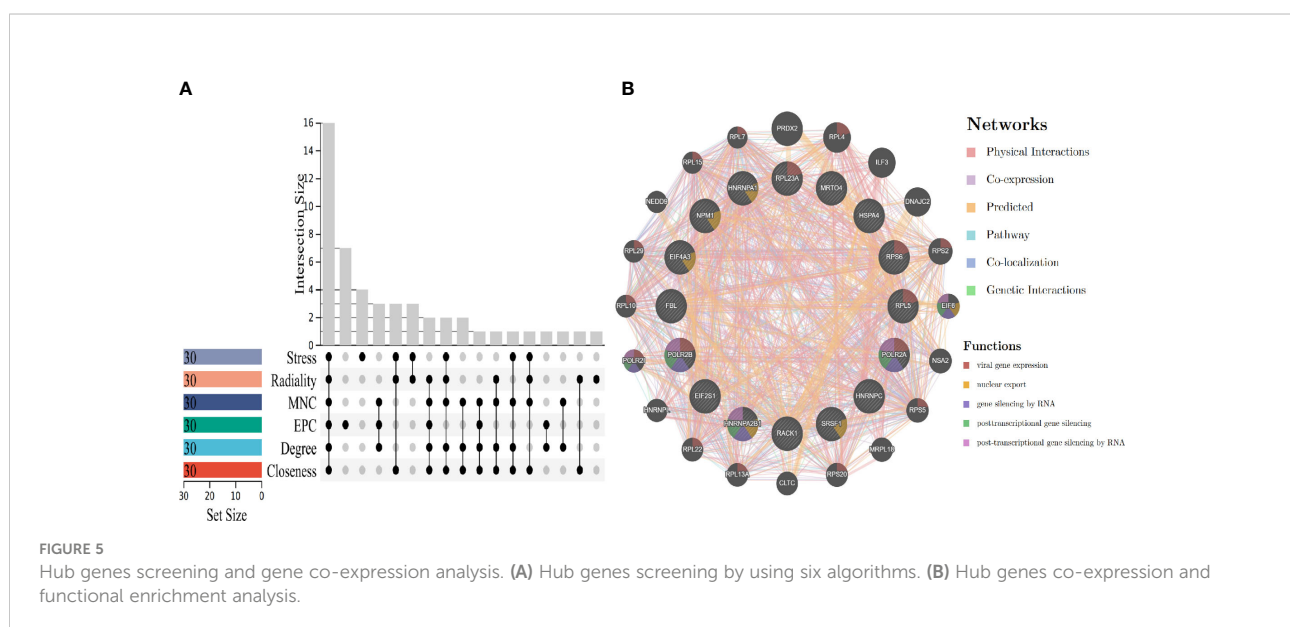 A
B
16
14
12
10
8
6
4
2
0
Intersection Size
30
Stress
30
Radiality
30
MNC
30
EPC
30
Degree
30
Closeness
30 20 10 0
Set Size
PRDX2
RPL7
RPL4
RPL15
ILF3
RPL23A
HNRNPA1
MRTO4
NEDD9
DNAJC2
NPM1
HSPA4
RPL29
EIF4A3
RPS6
RPS2
RPL10
FBL
RPL5
EIF6
POLR2B
POLR2A
NSA2
EIF2S1
HNRNPC
RPS5
HNRNPA2B1
SRSF1
RACK1
RPL22
MRPL18
RPL13A
RPS20
CLTC
Networks
Physical Interactions
Co-expression
Predicted
Pathway
Co-localization
Genetic Interactions
Functions
viral gene expression
nuclear export
gene silencing by RNA
posttranscriptional gene silencing
post-transcriptional gene silencing by RNA
FIGURE 5
Hub genes screening and gene co-expression analysis. (A) Hub genes screening by using six algorithms. (B) Hub genes co-expression and
functional enrichment analysis.